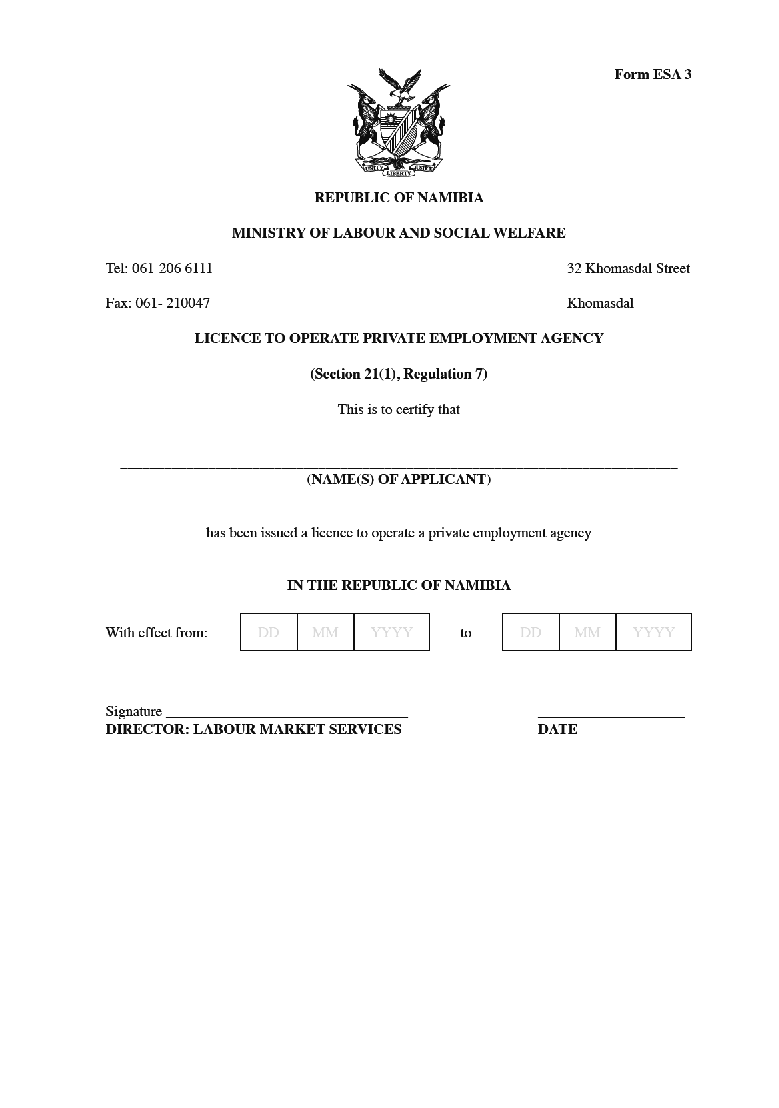 Form ESA 3
UNITY LIBERTY JUSTICE
REPUBLIC OF NAMIBIA
MINISTRY OF LABOUR AND SOCIAL WELFARE
Tel: 061 206 6111 32 Khomasdal Street
Fax: 061- 210047 Khomasdal
LICENCE TO OPERATE PRIVATE EMPLOYMENT AGENCY
(Section 21(1), Regulation 7)
This is to certify that
(NAME(S) OF APPLICANT)
has been issued a licence to operate a private employment agency
IN THE REPUBLIC OF NAMIBIA
With effect from: DD MM YYYY to DD MM YYYY
Signature
DIRECTOR: LABOUR MARKET SERVICES DATE